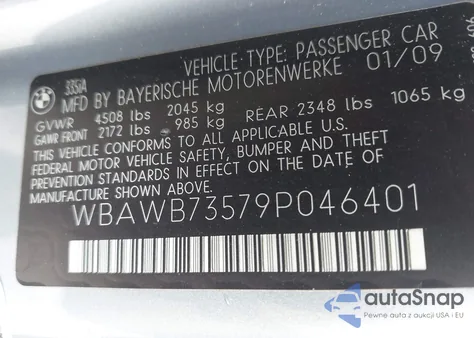 BMW
335iA
VEHICLE TYPE: PASSENGER CAR
MFD BY BAYERISCHE MOTORENWERKE 01/09
GVWR 4508 lbs 2045 kg
GAWR FRONT 2172 lbs 985 kg REAR 2348 lbs 1065 kg
THIS VEHICLE CONFORMS TO ALL APPLICABLE
FEDERAL MOTOR VEHICLE SAFETY, BUMPER AND THEFT
PREVENTION STANDARDS IN EFFECT ON THE DATE
OF MANUFACTURE SHOWN ABOVE.
WBAWB73579P046401
autoSnap
Pewne auta z aukcji USA i EU